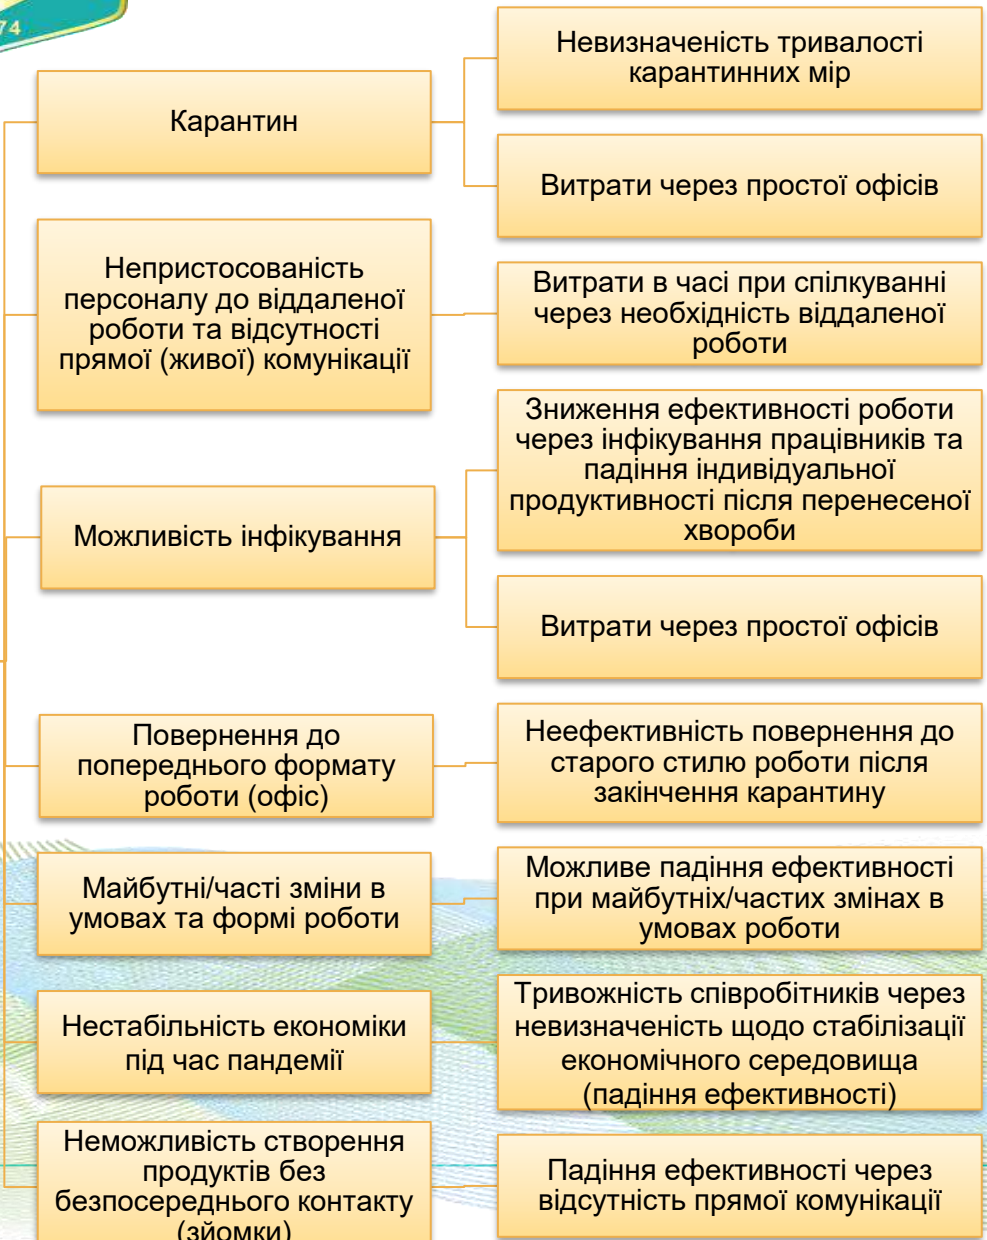 74
Невизначеність тривалості
карантинних мір
Карантин
Витрати через простої офісів
Непристосованість
персоналу до віддаленої
роботи та відсутності
прямої (живої) комунікації
Витрати в часі при спілкуванні
через необхідність віддаленої
роботи
Зниження ефективності роботи
через інфікування працівників та
падіння індивідуальної
продуктивності після перенесеної
хвороби
Можливість інфікування
Витрати через простої офісів
Повернення до
попереднього формату
роботи (офіс)
Неефективність повернення до
старого стилю роботи після
закінчення карантину
Майбутні/часті зміни в
умовах та формі роботи
Можливе падіння ефективності
при майбутніх/частих змінах в
умовах роботи
Нестабільність економіки
під час пандемії
Тривожність співробітників через
невизначеність щодо стабілізації
економічного середовища
(падіння ефективності)
Неможливість створення
продуктів без
безпосереднього контакту
(зйомки)
Падіння ефективності через
відсутність прямої комунікації